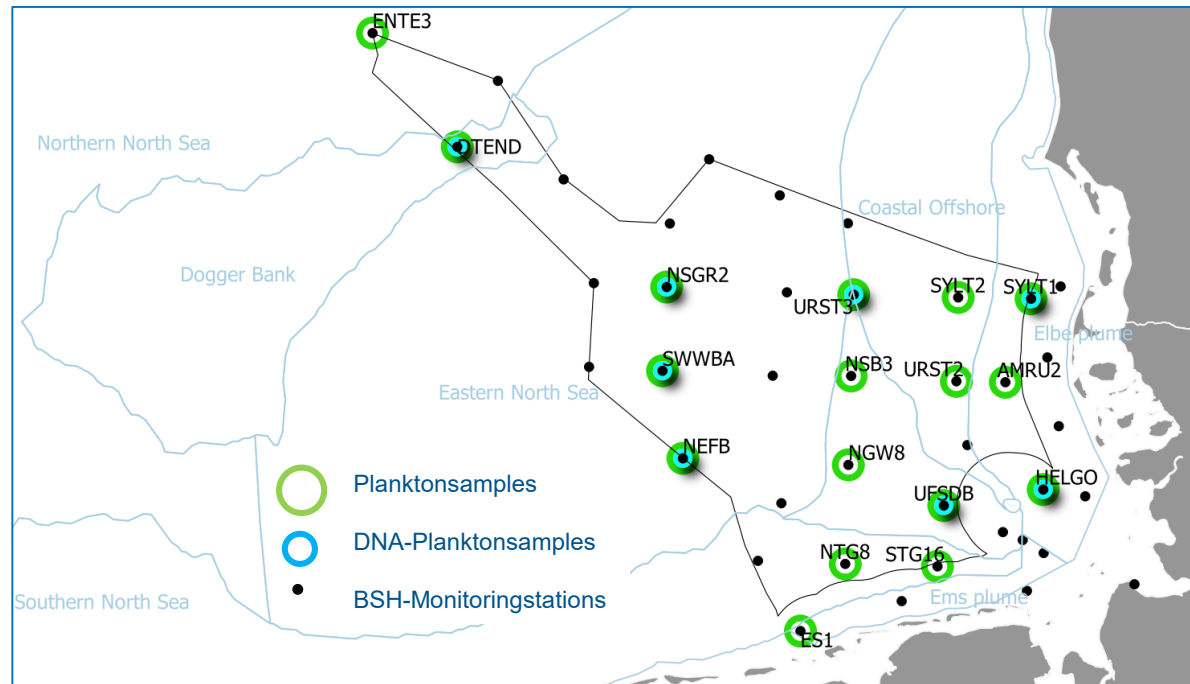 ENTE3
Northern North Sea
DTEND
Coastal Offshore
Dogger Bank
NSGR2
URST3
SYLT2
SYLT1
Elbe plume
SWWBA
NSB3
URST2
AMRU2
Eastern North Sea
NEFB
NGW8
HELGO
Planktonsamples
UFSDB
DNA-Planktonsamples
NTG8
STG16
BSH-Monitoringstations
Southern North Sea
Ems plume
ES1